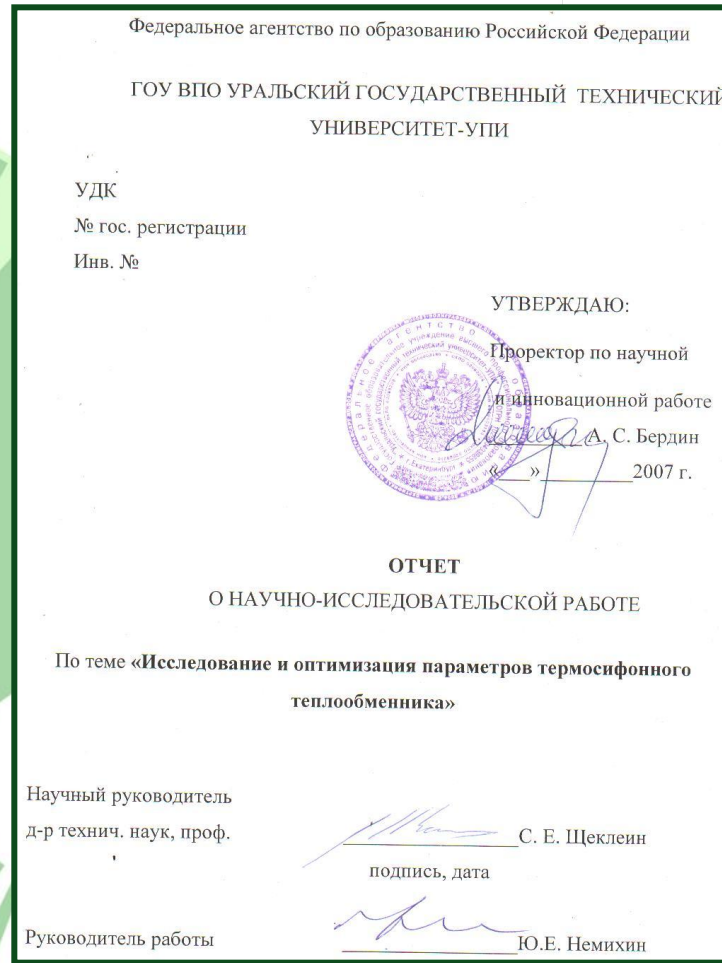 Федеральное агентство по образованию Российской Федерации
ГОУ ВПО УРАЛЬСКИЙ ГОСУДАРСТВЕННЫЙ ТЕХНИЧЕСКИЙ
УНИВЕРСИТЕТ-УПИ
УДК
№ гос. регистрации
Инв. №
УТВЕРЖДАЮ:
Проректор по научной
и инновационной работе
А. С. Бердин
«___»__________2007 г.
ОТЧЕТ
О НАУЧНО-ИССЛЕДОВАТЕЛЬСКОЙ РАБОТЕ
По теме «Исследование и оптимизация параметров термосифонного
теплообменника»
Научный руководитель
д-р технич. наук, проф.
С. Е. Щеклеин
подпись, дата
Руководитель работы
Ю.Е. Немихин